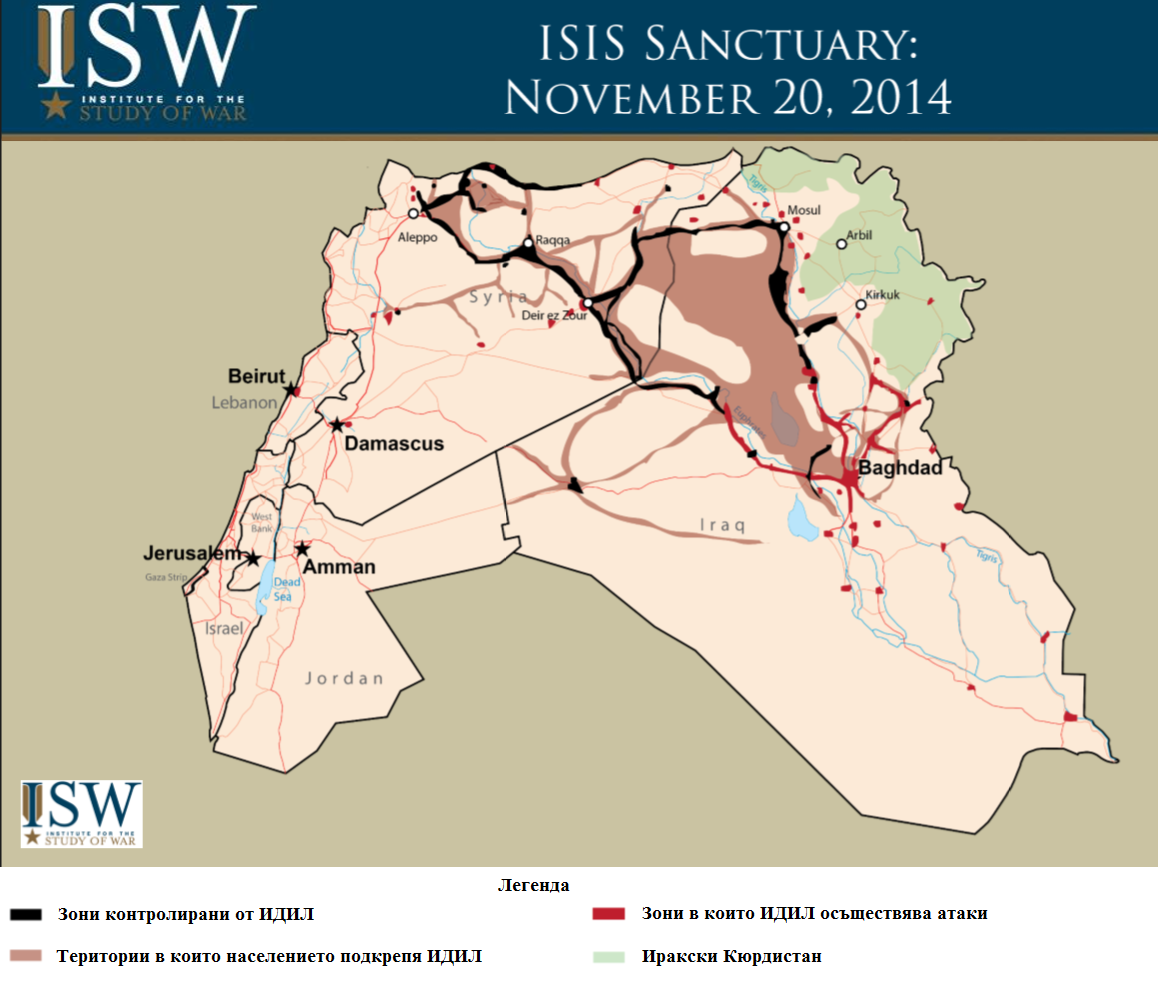 ISW
INSTITUTE FOR THE
STUDY OF WAR
ISIS SANCTUARY:
NOVEMBER 20, 2014
Tigris
Mosul
Aleppo
Raqqa
Arbil
Syria
Kirkuk
Deir ez Zour
Beirut
Lebanon
Euphrates
Damascus
Baghdad
West
Bank
Iraq
Jerusalem
Amman
Tigris
Gaza Strip
Dead
Sea
Israel
Jordan
ISW
INSTITUTE FOR THE
STUDY OF WAR
Легенда
Зони контролирани от ИДИЛ
Зони в които ИДИЛ осъществява атаки
Територии в които населението подкрепя ИДИЛ
Иракски Кюрдистан